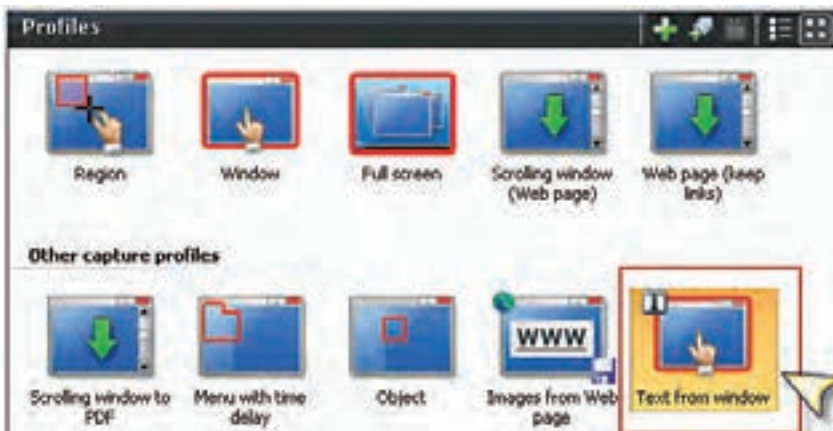 Profiles
Region
Window
Full screen
Scrolling window
(Web page)
Web page (keep
links)
Other capture profiles
Scrolling window to
PDF
Menu with time
delay
Object
WWW
Images from Web
page
Text from window